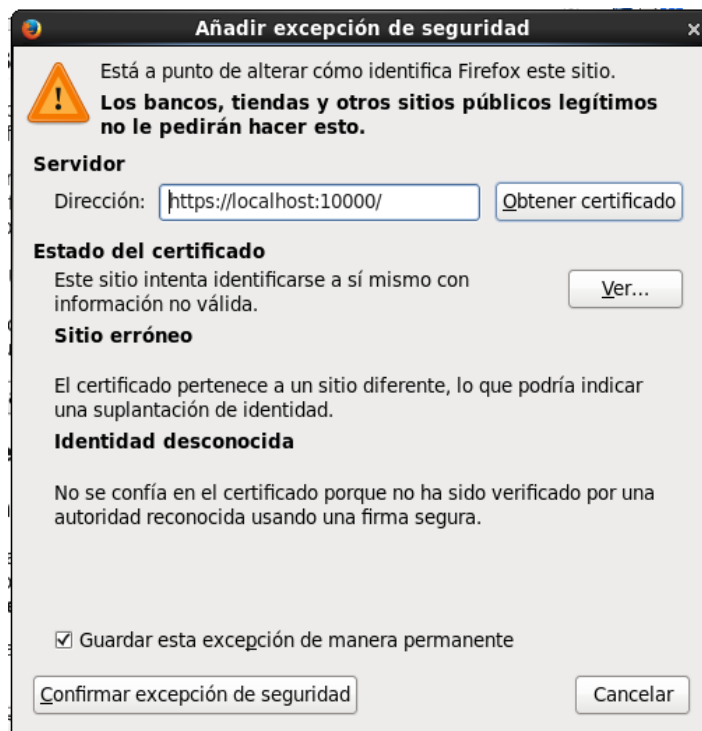 Añadir excepción de seguridad
Está a punto de alterar cómo identifica Firefox este sitio.
Los bancos, tiendas y otros sitios públicos legítimos
no le pedirán hacer esto.
Servidor
Dirección: https://localhost:10000/ Obtener certificado
Estado del certificado
Este sitio intenta identificarse a sí mismo con
información no válida.
Ver...
Sitio erróneo
El certificado pertenece a un sitio diferente, lo que podría indicar
una suplantación de identidad.
Identidad desconocida
No se confía en el certificado porque no ha sido verificado por una
autoridad reconocida usando una firma segura.
Guardar esta excepción de manera permanente
Confirmar excepción de seguridad Cancelar